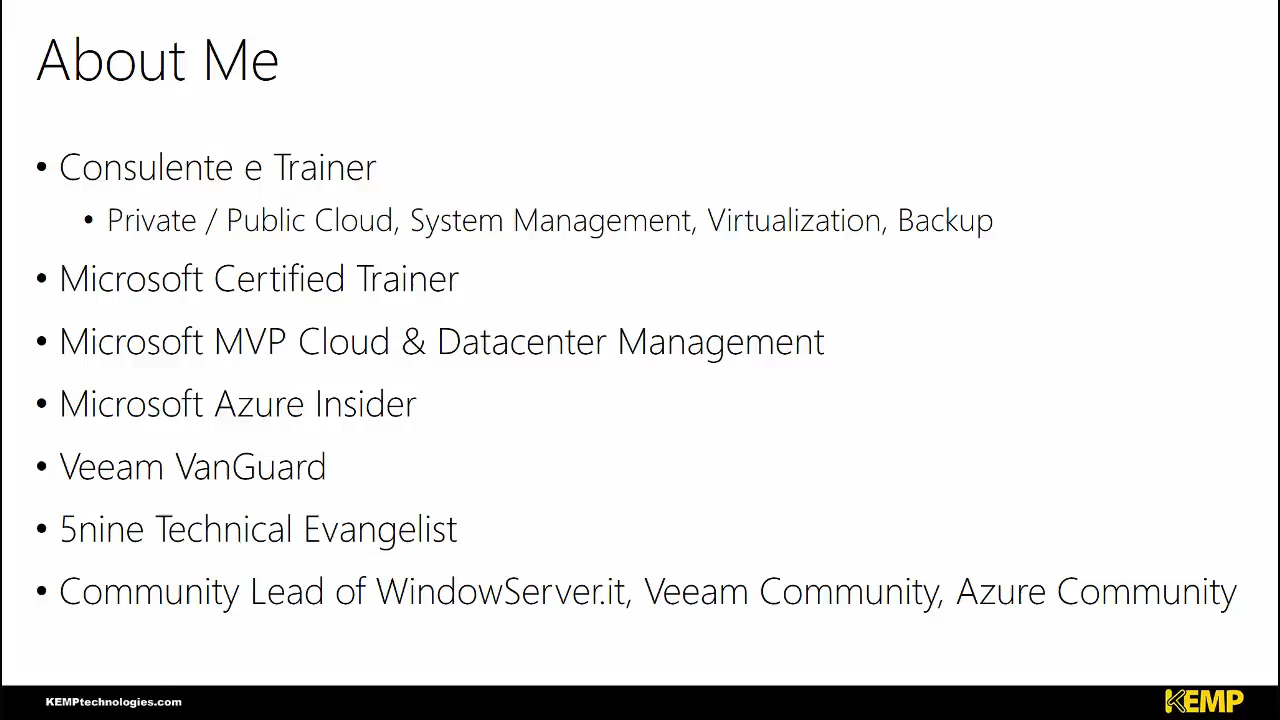 About Me
• Consulente e Trainer
• Private / Public Cloud, System Management, Virtualization, Backup
• Microsoft Certified Trainer
• Microsoft MVP Cloud & Datacenter Management
• Microsoft Azure Insider
• Veeam VanGuard
• 5nine Technical Evangelist
• Community Lead of WindowServer.it, Veeam Community, Azure Community
KEMPtechnologies.com
KEMP